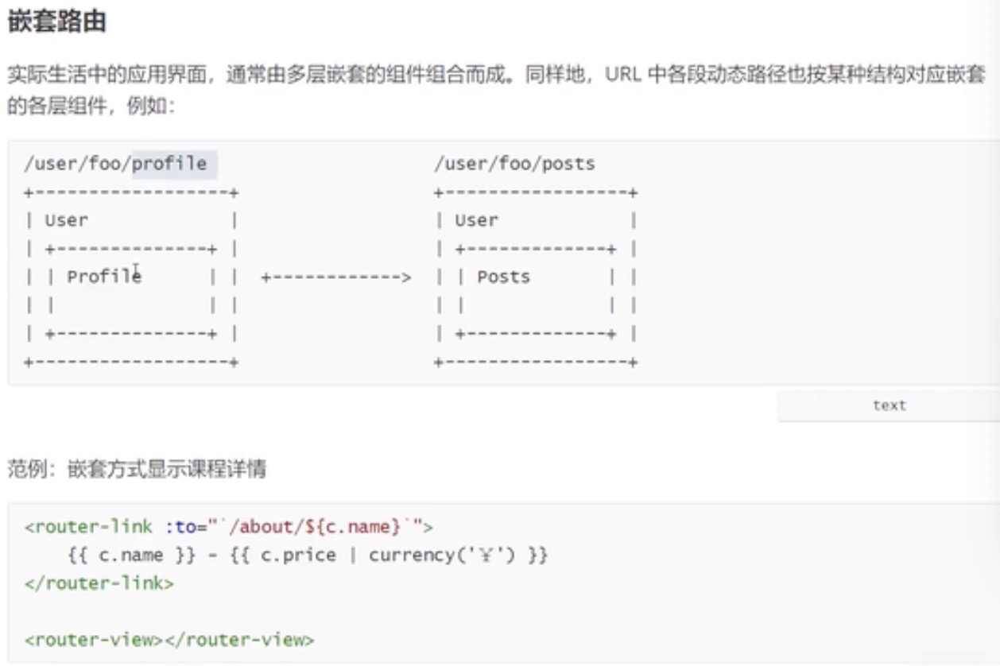 嵌套路由
实际生活中的应用界面，通常由多层嵌套的组件组合而成。同样地，URL 中各段动态路径也按某种结构对应嵌套
的各层组件，例如：
/user/foo/profile                     /user/foo/posts
+------------------+                  +-----------------+
| User             |                  | User            |
| +--------------+ |                  | +-------------+ |
| | Profile      | |  +------------>  | | Posts       | |
| |              | |                  | |             | |
| +--------------+ |                  | +-------------+ |
+------------------+                  +-----------------+
text
范例：嵌套方式显示课程详情
<router-link :to="`/about/${c.name}`">
    {{ c.name }} - {{ c.price | currency('￥') }}
</router-link>
<router-view></router-view>